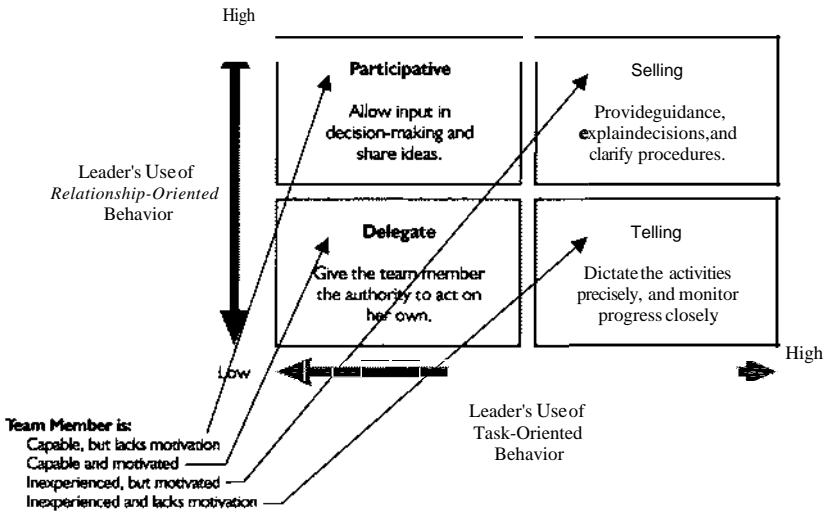 High
Participative
Allow input in
decision-making and
share ideas.
Selling
Provideguidance,
explaindecisions,and
clarify procedures.
Leader's Use of
Relationship-Oriented
Behavior
Delegate
Give the team member
the authority to act on
her own.
Telling
Dictate the activities
precisely, and monitor
progress closely
Low
High
Leader's Use of
Task-Oriented
Behavior
Team Member is:
Capable, but lacks motivation
Capable and motivated
Inexperienced, but motivated
Inexperienced and lacks motivation